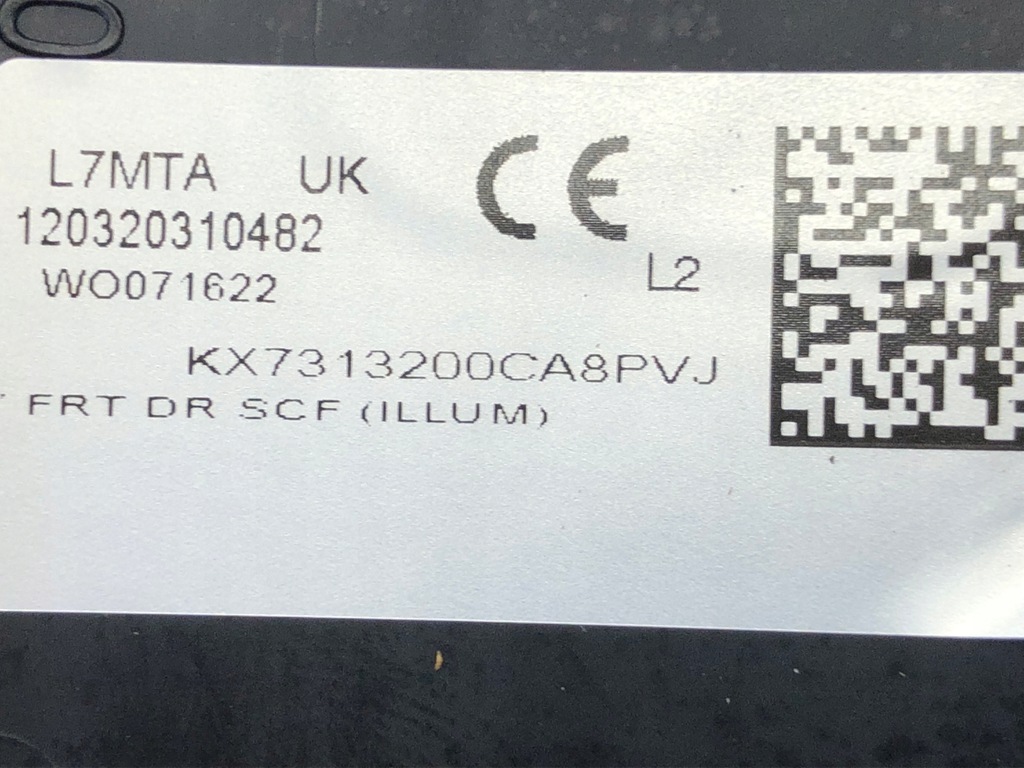 L7MTA UK
120320310482
WO071622
CE
L2
KX7313200CA8PVJ
FRT DR SCF (ILLUM)